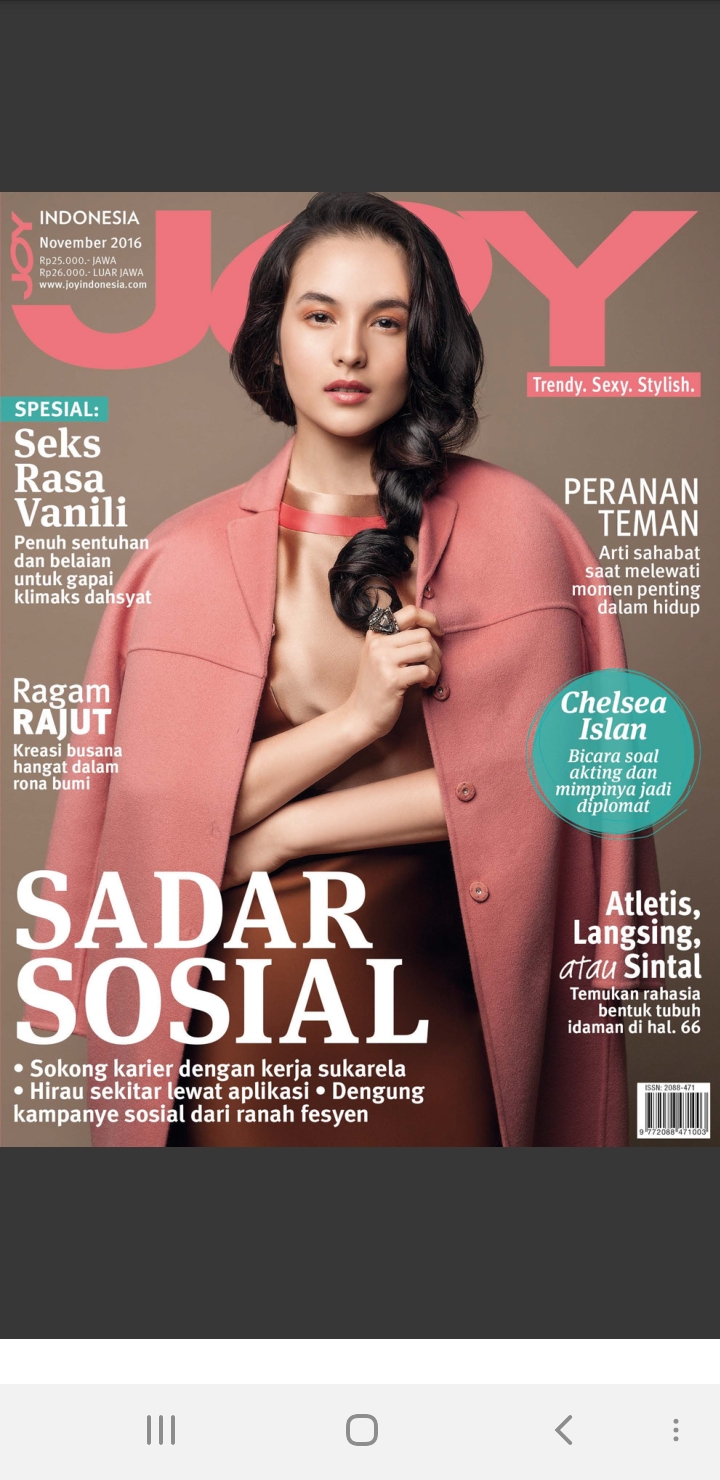 JOY
INDONESIA
November 2016
Rp25.000.- JAWA
Rp26.000.- LUAR JAWA
www.joyindonesia.com
JOY
Trendy. Sexy. Stylish.
SPESIAL:
Seks
Rasa
Vanili
Penuh sentuhan
dan belaian
untuk gapai
klimaks dahsyat
PERANAN
TEMAN
Arti sahabat
saat melewati
momen penting
dalam hidup
Ragam
RAJUT
Kreasi busana
hangat dalam
rona bumi
Chelsea
Islan
Bicara soal
akting dan
mimpinya jadi
diplomat
SADAR
SOSIAL
• Sokong karier dengan kerja sukarela
• Hirau sekitar lewat aplikasi • Dengung
kampanye sosial dari ranah fesyen
Atletis,
Langsing,
atau Sintal
Temukan rahasia
bentuk tubuh
idaman di hal. 66
ISSN: 2088-471
9 772088 471003